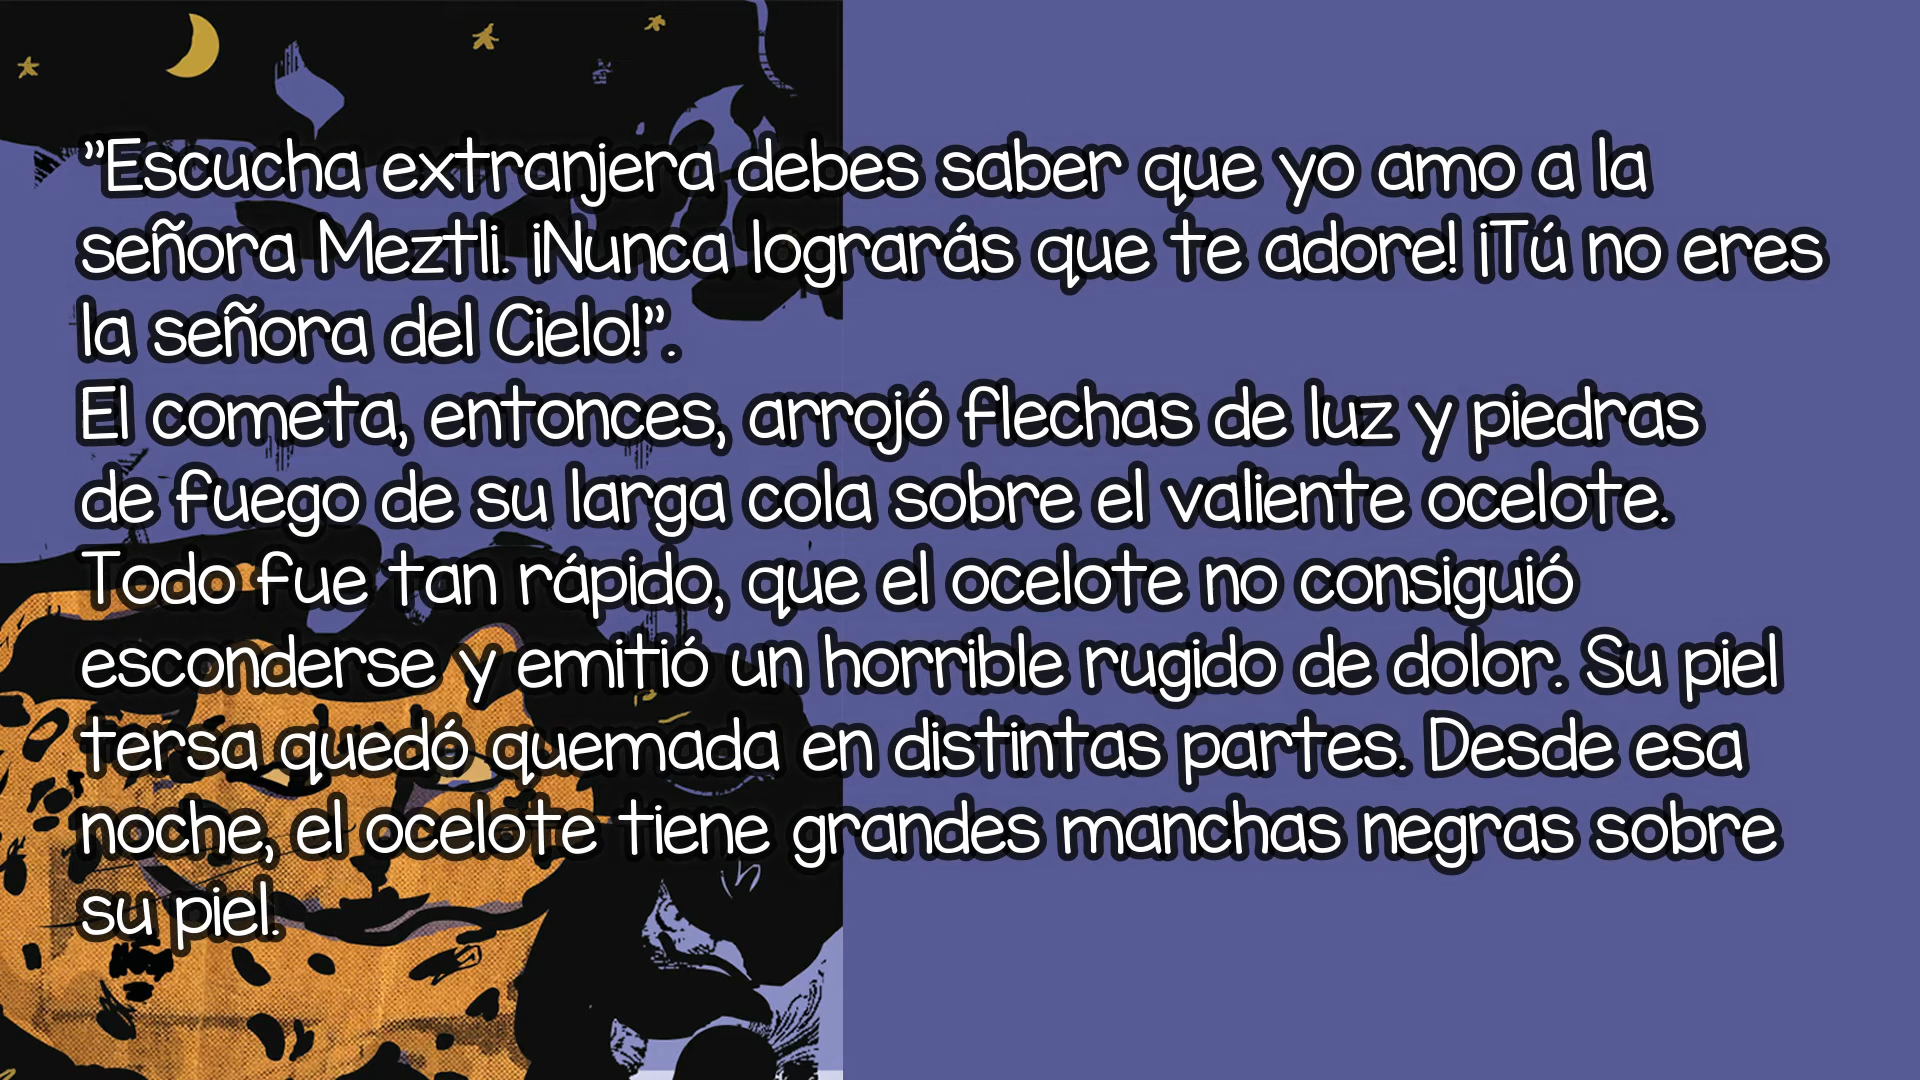 ”Escucha extranjera debes saber que yo amo a la
señora Meztli. ¡Nunca lograrás que te adore! ¡Tú no eres
la señora del Cielo!”.
El cometa, entonces, arrojó flechas de luz y piedras
de fuego de su larga cola sobre el valiente ocelote.
Todo fue tan rápido, que el ocelote no consiguió
esconderse y emitió un horrible rugido de dolor. Su piel
tersa quedó quemada en distintas partes. Desde esa
noche, el ocelote tiene grandes manchas negras sobre
su piel.